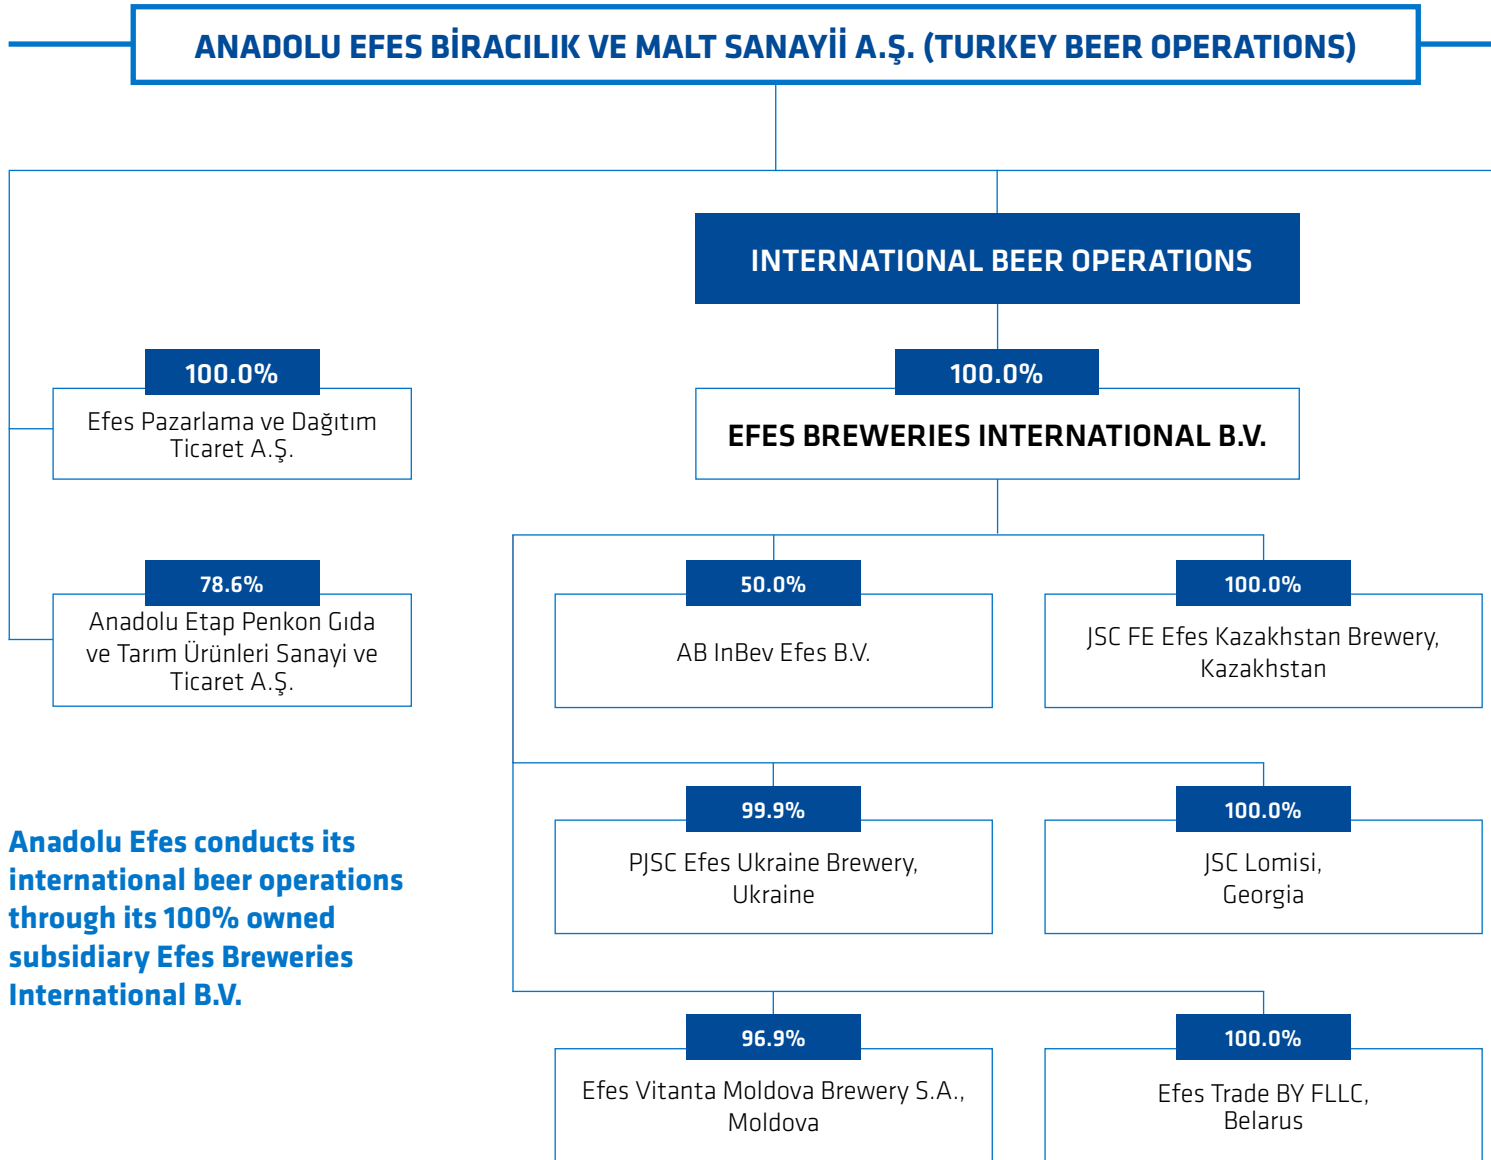 ANADOLU EFES BİRACILIK VE MALT SANAYİİ A.Ş. (TURKEY BEER OPERATIONS)
INTERNATIONAL BEER OPERATIONS
100.0%
Efes Pazarlama ve Dağıtım
Ticaret A.Ş.
100.0%
EFES BREWERIES INTERNATIONAL B.V.
78.6%
Anadolu Etap Penkon Gıda
ve Tarım Ürünleri Sanayi ve
Ticaret A.Ş.
50.0%
AB InBev Efes B.V.
100.0%
JSC FE Efes Kazakhstan Brewery,
Kazakhstan
99.9%
PJSC Efes Ukraine Brewery,
Ukraine
100.0%
JSC Lomisi,
Georgia
Anadolu Efes conducts its
international beer operations
through its 100% owned
subsidiary Efes Breweries
International B.V.
96.9%
Efes Vitanta Moldova Brewery S.A.,
Moldova
100.0%
Efes Trade BY FLLC,
Belarus